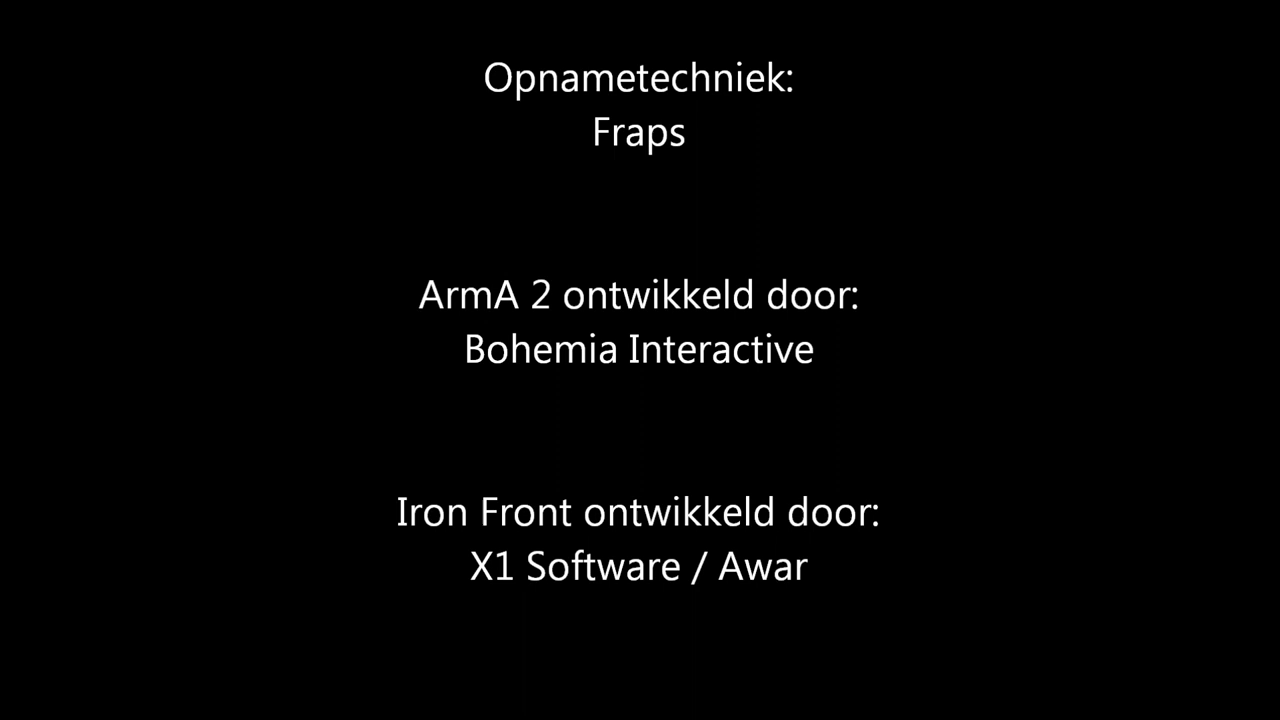 Opnametechniek:
Fraps
ArmA 2 ontwikkeld door:
Bohemia Interactive
Iron Front ontwikkeld door:
X1 Software / Awar